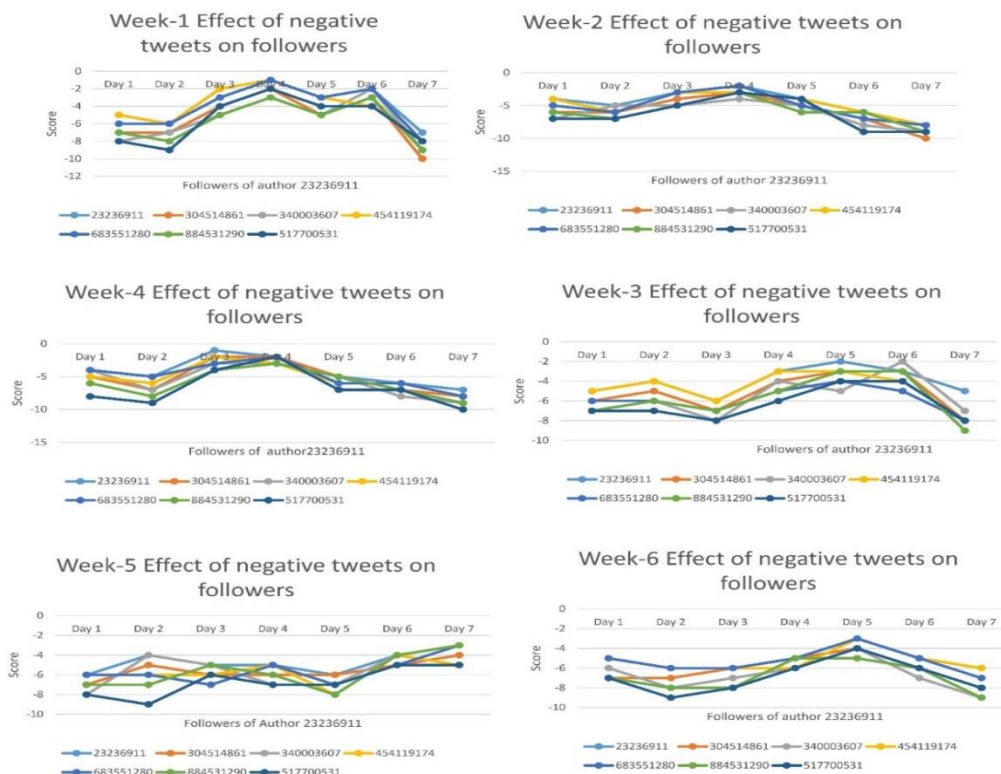 Week-1 Effect of negative
tweets on followers
0
-2
-4
-6
-8
-10
-12
Score
Day 1 Day 2 Day 3 Day 4 Day 5 Day 6 Day 7
Followers of author 23236911
23236911 304514861 340003607 454119174
683551280 884531290 517700531
Week-2 Effect of negative tweets on
followers
0
-5
-10
-15
Score
Day 1 Day 2 Day 3 Day 4 Day 5 Day 6 Day 7
Followers of author 23236911
23236911 304514861 340003607 454119174
683551280 884531290 517700531
Week-4 Effect of negative tweets on
followers
0
-5
-10
-15
Score
Day 1 Day 2 Day 3 Day 4 Day 5 Day 6 Day 7
Followers of author23236911
23236911 304514861 340003607 454119174
683551280 884531290 517700531
Week-3 Effect of negative tweets on
followers
0
-2
-4
-6
-8
-10
Score
Day 1 Day 2 Day 3 Day 4 Day 5 Day 6 Day 7
Followers of author 23236911
23236911 304514861 340003607 454119174
683551280 884531290 517700531
Week-5 Effect of negative tweets on
followers
0
-2
-4
-6
-8
-10
Score
Day 1 Day 2 Day 3 Day 4 Day 5 Day 6 Day 7
Followers of Author 23236911
23236911 304514861 340003607 454119174
683551280 884531290 517700531
Week-6 Effect of negative tweets on
followers
0
-2
-4
-6
-8
-10
Score
Day 1 Day 2 Day 3 Day 4 Day 5 Day 6 Day 7
Followers of author 23236911
23236911 304514861 340003607 454119174
683551280 884531290 517700531